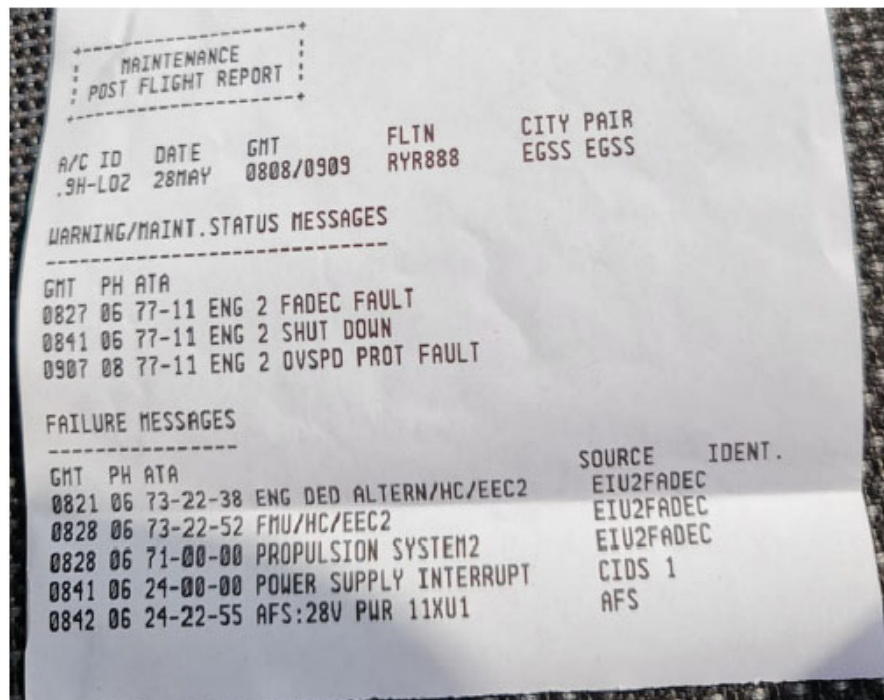 MAINTENANCE
POST FLIGHT REPORT
A/C ID DATE GMT FLTN CITY PAIR
.9H-LOZ 28MAY 0808/0909 RYR888 EGSS EGSS
WARNING/MAINT.STATUS MESSAGES
GMT PH ATA
0827 06 77-11 ENG 2 FADEC FAULT
0841 06 77-11 ENG 2 SHUT DOWN
0907 08 77-11 ENG 2 OVSPD PROT FAULT
FAILURE MESSAGES
GMT PH ATA SOURCE IDENT.
0821 06 73-22-38 ENG DED ALTERN/HC/EEC2 EIU2FADEC
0828 06 73-22-52 FMU/HC/EEC2 EIU2FADEC
0828 06 71-00-00 PROPULSION SYSTEM2 EIU2FADEC
0841 06 24-00-00 POWER SUPPLY INTERRUPT CIDS 1
0842 06 24-22-55 AFS:28V PWR 11XU1 AFS